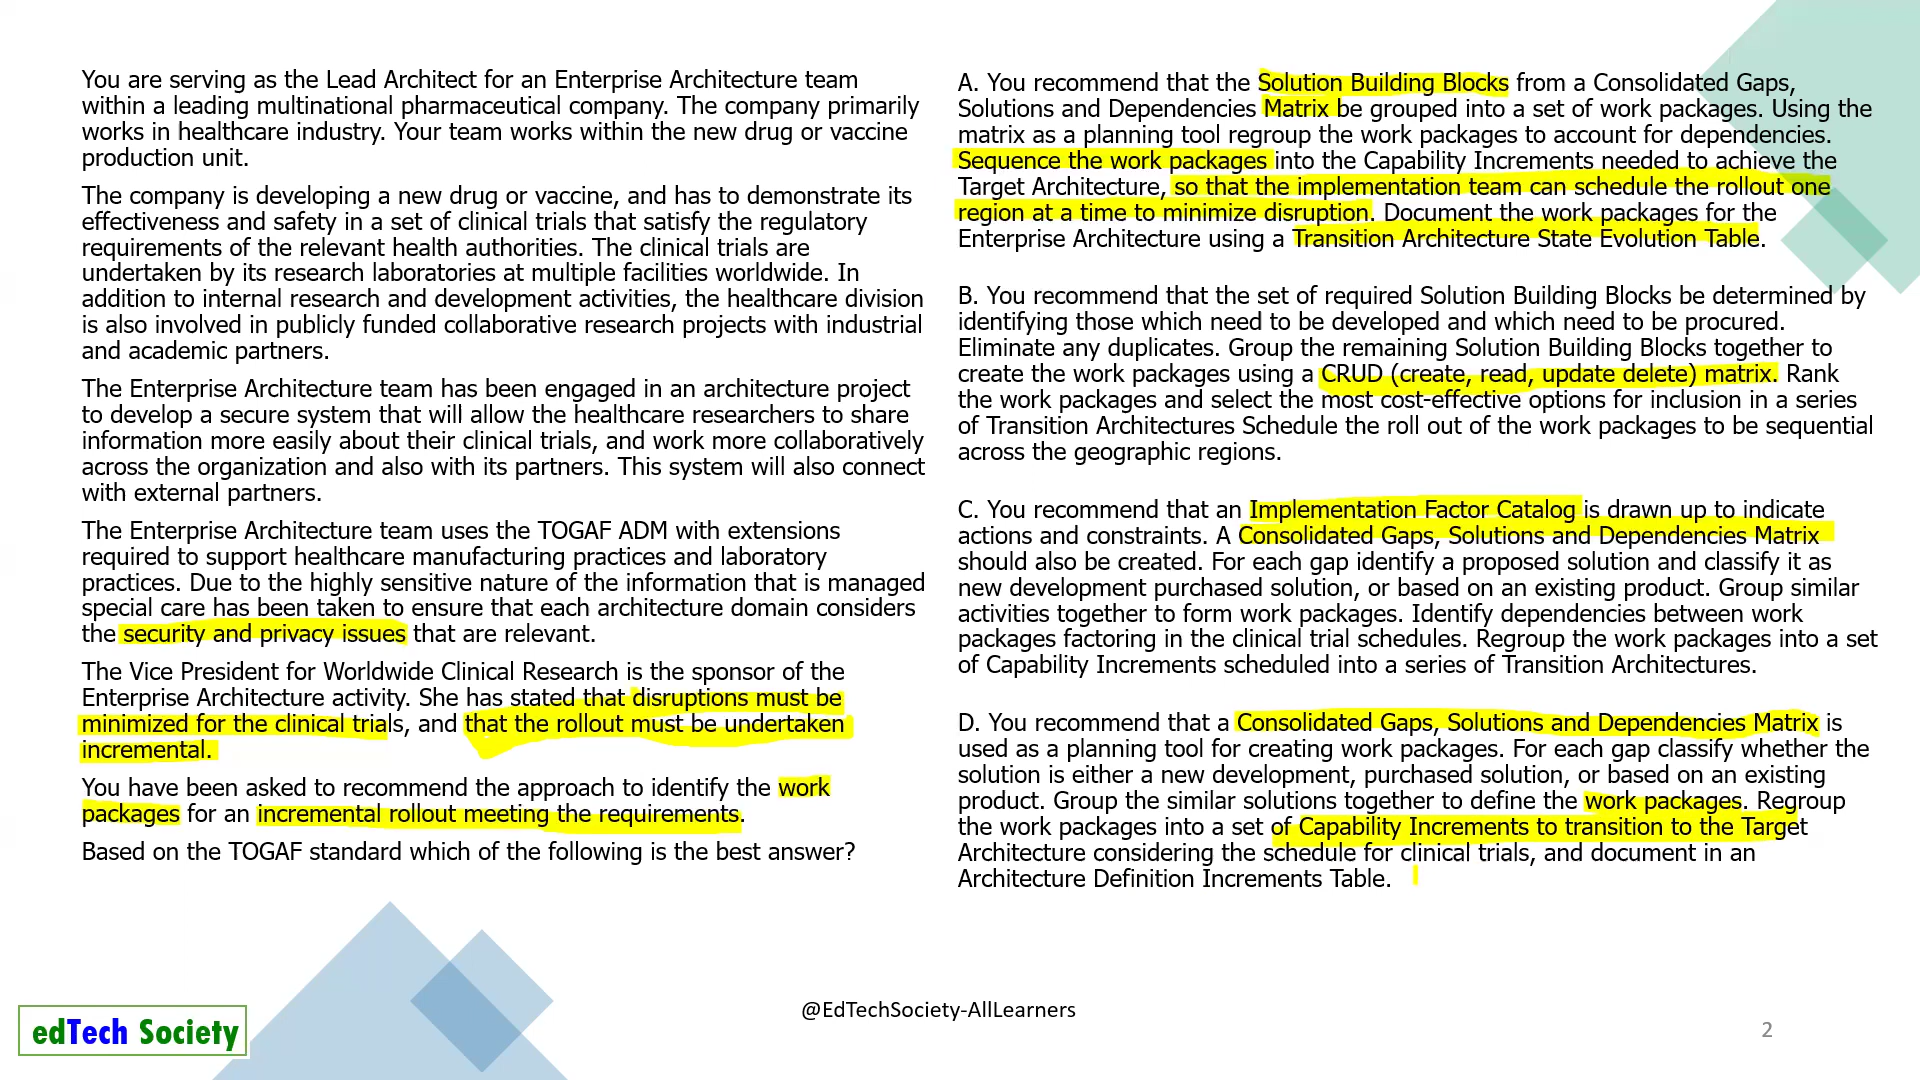 You are serving as the Lead Architect for an Enterprise Architecture team
within a leading multinational pharmaceutical company. The company primarily
works in healthcare industry. Your team works within the new drug or vaccine
production unit.
The company is developing a new drug or vaccine, and has to demonstrate its
effectiveness and safety in a set of clinical trials that satisfy the regulatory
requirements of the relevant health authorities. The clinical trials are
undertaken by its research laboratories at multiple facilities worldwide. In
addition to internal research and development activities, the healthcare division
is also involved in publicly funded collaborative research projects with industrial
and academic partners.
The Enterprise Architecture team has been engaged in an architecture project
to develop a secure system that will allow the healthcare researchers to share
information more easily about their clinical trials, and work more collaboratively
across the organization and also with its partners. This system will also connect
with external partners.
The Enterprise Architecture team uses the TOGAF ADM with extensions
required to support healthcare manufacturing practices and laboratory
practices. Due to the highly sensitive nature of the information that is managed
special care has been taken to ensure that each architecture domain considers
the security and privacy issues that are relevant.
The Vice President for Worldwide Clinical Research is the sponsor of the
Enterprise Architecture activity. She has stated that disruptions must be
minimized for the clinical trials, and that the rollout must be undertaken
incremental.
You have been asked to recommend the approach to identify the work
packages for an incremental rollout meeting the requirements.
Based on the TOGAF standard which of the following is the best answer?
A. You recommend that the Solution Building Blocks from a Consolidated Gaps,
Solutions and Dependencies Matrix be grouped into a set of work packages. Using the
matrix as a planning tool regroup the work packages to account for dependencies.
Sequence the work packages into the Capability Increments needed to achieve the
Target Architecture, so that the implementation team can schedule the rollout one
region at a time to minimize disruption. Document the work packages for the
Enterprise Architecture using a Transition Architecture State Evolution Table.
B. You recommend that the set of required Solution Building Blocks be determined by
identifying those which need to be developed and which need to be procured.
Eliminate any duplicates. Group the remaining Solution Building Blocks together to
create the work packages using a CRUD (create, read, update delete) matrix. Rank
the work packages and select the most cost-effective options for inclusion in a series
of Transition Architectures Schedule the roll out of the work packages to be sequential
across the geographic regions.
C. You recommend that an Implementation Factor Catalog is drawn up to indicate
actions and constraints. A Consolidated Gaps, Solutions and Dependencies Matrix
should also be created. For each gap identify a proposed solution and classify it as
new development purchased solution, or based on an existing product. Group similar
activities together to form work packages. Identify dependencies between work
packages factoring in the clinical trial schedules. Regroup the work packages into a set
of Capability Increments scheduled into a series of Transition Architectures.
D. You recommend that a Consolidated Gaps, Solutions and Dependencies Matrix is
used as a planning tool for creating work packages. For each gap classify whether the
solution is either a new development, purchased solution, or based on an existing
product. Group the similar solutions together to define the work packages. Regroup
the work packages into a set of Capability Increments to transition to the Target
Architecture considering the schedule for clinical trials, and document in an
Architecture Definition Increments Table.
@EdTechSociety-AllLearners
edTech Society
2